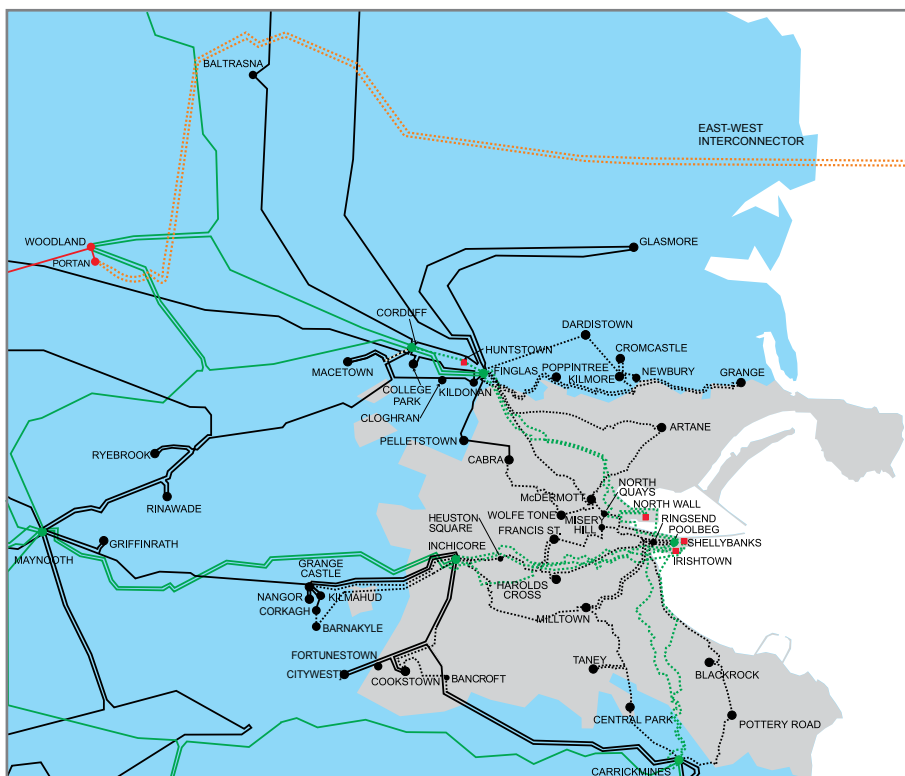 BALTRASNA
EAST-WEST
INTERCONNECTOR
WOODLAND
PORTAN
GLASMORE
CORDUFF
DARDISTOWN
HUNTSTOWN
CROMCASTLE
MACETOWN
FINGLAS
POPPINTREE
KILMORE
NEWBURY
GRANGE
COLLEGE
PARK
KILDONAN
CLOGHRAN
PELLETSTOWN
ARTANE
RYEBROOK
CABRA
RINAWADE
McDERMOTT
NORTH
QUAYS
NORTH WALL
WOLFE TONE
MISERY
HILL
RINGSEND
HEUSTON
SQUARE
FRANCIS ST.
POOLBEG
SHELLYBANKS
GRIFFINRATH
INCHICORE
IRISHTOWN
MAYNOOTH
GRANGE
CASTLE
HAROLDS
CROSS
NANGOR
KILMAHUD
CORKAGH
BARNAKYLE
MILLTOWN
FORTUNESTOWN
TANEY
CITYWEST
COOKSTOWN
BANCROFT
BLACKROCK
CENTRAL PARK
POTTERY ROAD
CARRICKMINES